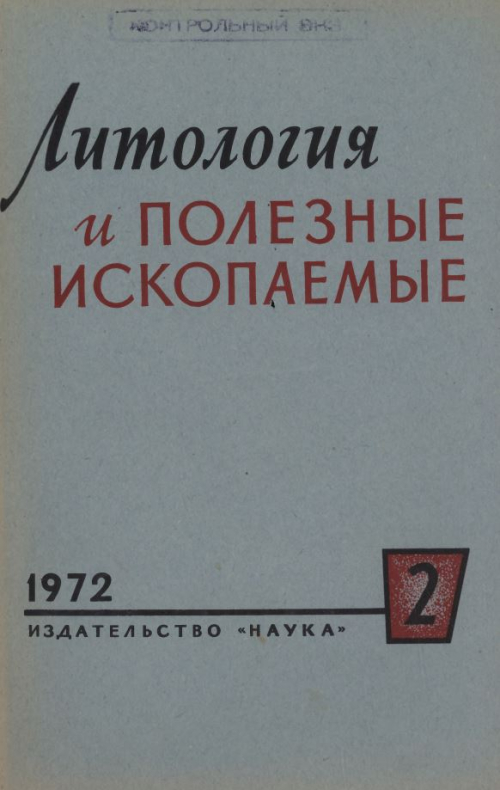 КОНТРОЛЬНЫЙ ЭКЗ
Литология
и ПОЛЕЗНЫЕ
ИСКОПАЕМЫЕ
1972
2
ИЗДАТЕЛЬСТВО «НАУКА»